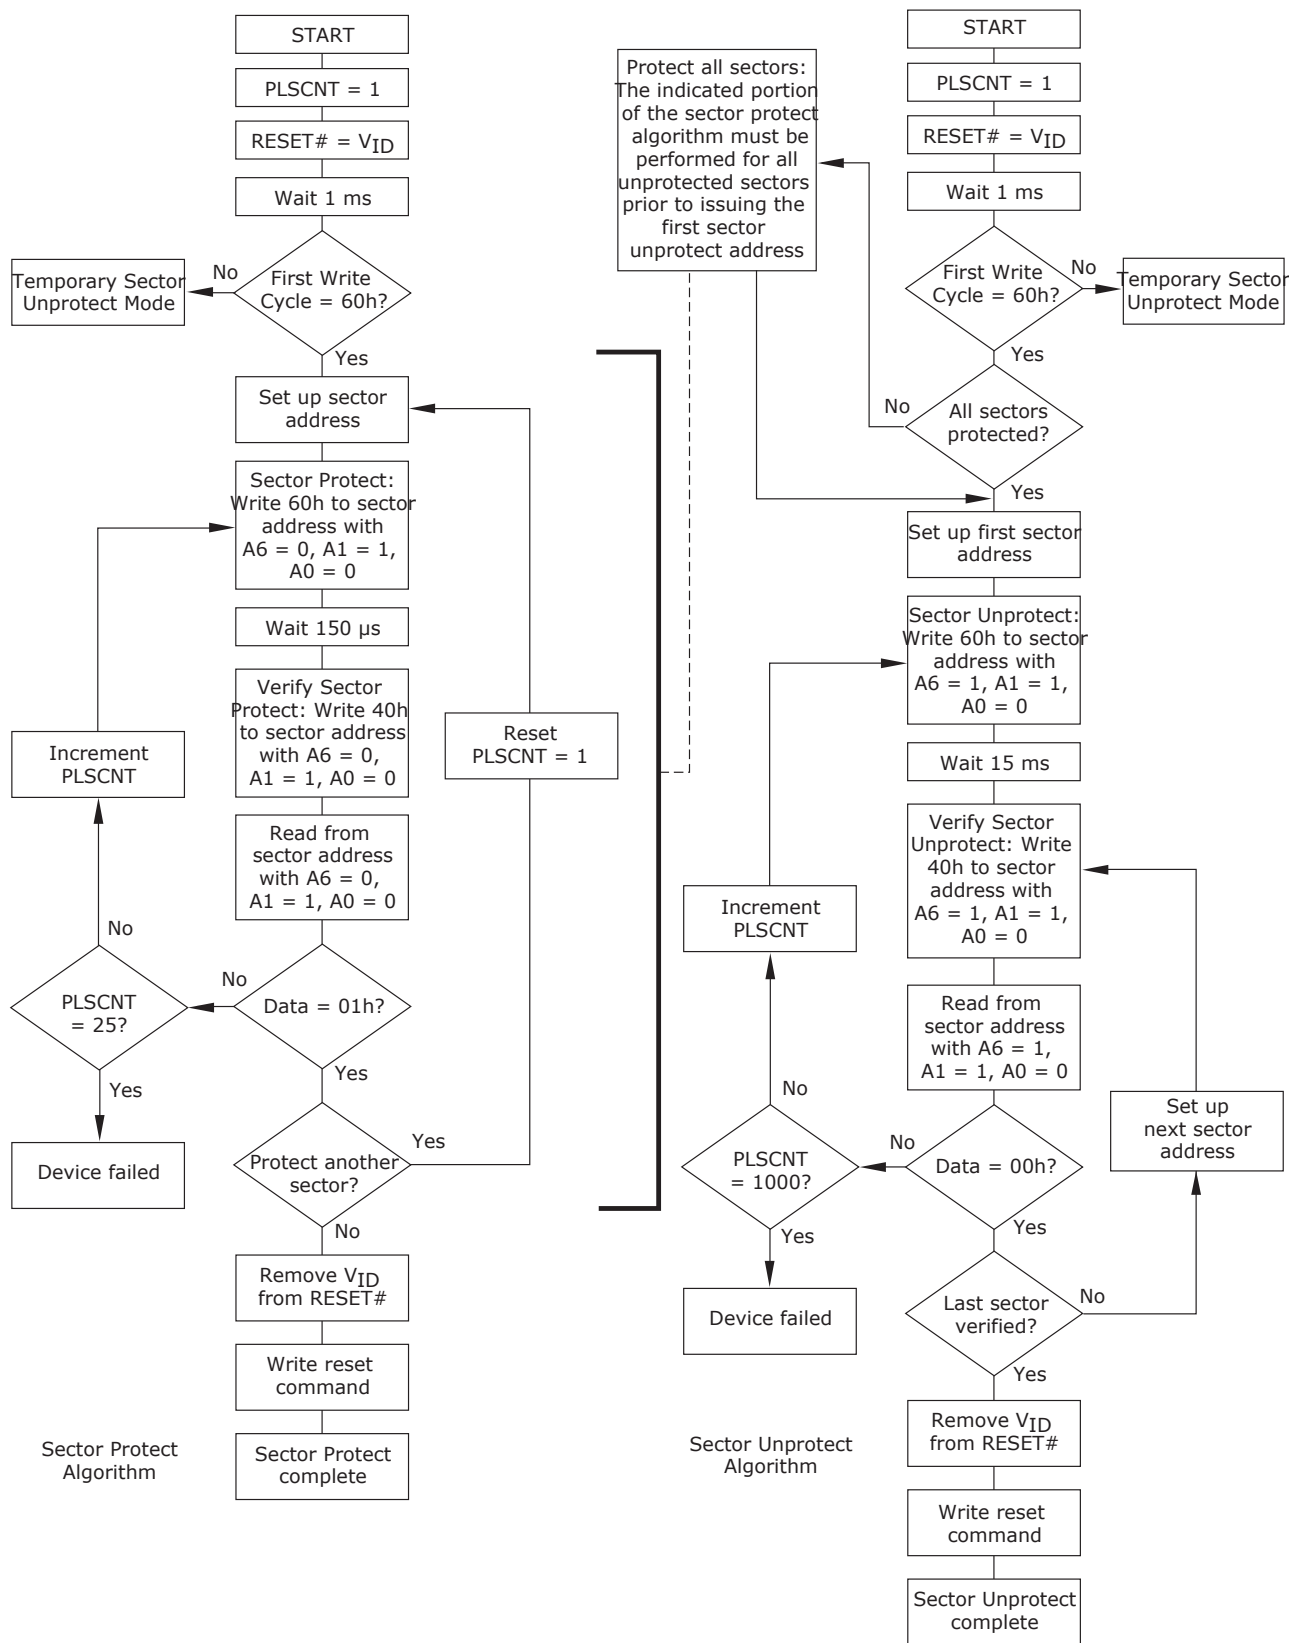 START
PLSCNT = 1
RESET# = VID
Wait 1 ms
First Write
Cycle = 60h?
No
Temporary Sector
Unprotect Mode
Yes
Set up sector
address
Sector Protect:
Write 60h to sector
address with
A6 = 0, A1 = 1,
A0 = 0
Wait 150 µs
Verify Sector
Protect: Write 40h
to sector address
with A6 = 0,
A1 = 1, A0 = 0
Reset
PLSCNT = 1
Increment
PLSCNT
Read from
sector address
with A6 = 0,
A1 = 1, A0 = 0
No
No
PLSCNT
= 25?
Data = 01h?
Yes
Yes
Device failed
Protect another
sector?
Yes
No
Remove VID
from RESET#
Write reset
command
Sector Protect
complete
Sector Protect
Algorithm
Protect all sectors:
The indicated portion
of the sector protect
algorithm must be
performed for all
unprotected sectors
prior to issuing the
first sector
unprotect address
START
PLSCNT = 1
RESET# = VID
Wait 1 ms
First Write
Cycle = 60h?
No
Temporary Sector
Unprotect Mode
Yes
No
All sectors
protected?
Yes
Set up first sector
address
Sector Unprotect:
Write 60h to sector
address with
A6 = 1, A1 = 1,
A0 = 0
Wait 15 ms
Verify Sector
Unprotect: Write
40h to sector
address with
A6 = 1, A1 = 1,
A0 = 0
Increment
PLSCNT
Read from
sector address
with A6 = 1,
A1 = 1, A0 = 0
No
Set up
next sector
address
No
PLSCNT
= 1000?
Data = 00h?
Yes
Yes
Device failed
Last sector
verified?
No
Yes
Remove VID
from RESET#
Sector Unprotect
Algorithm
Write reset
command
Sector Unprotect
complete